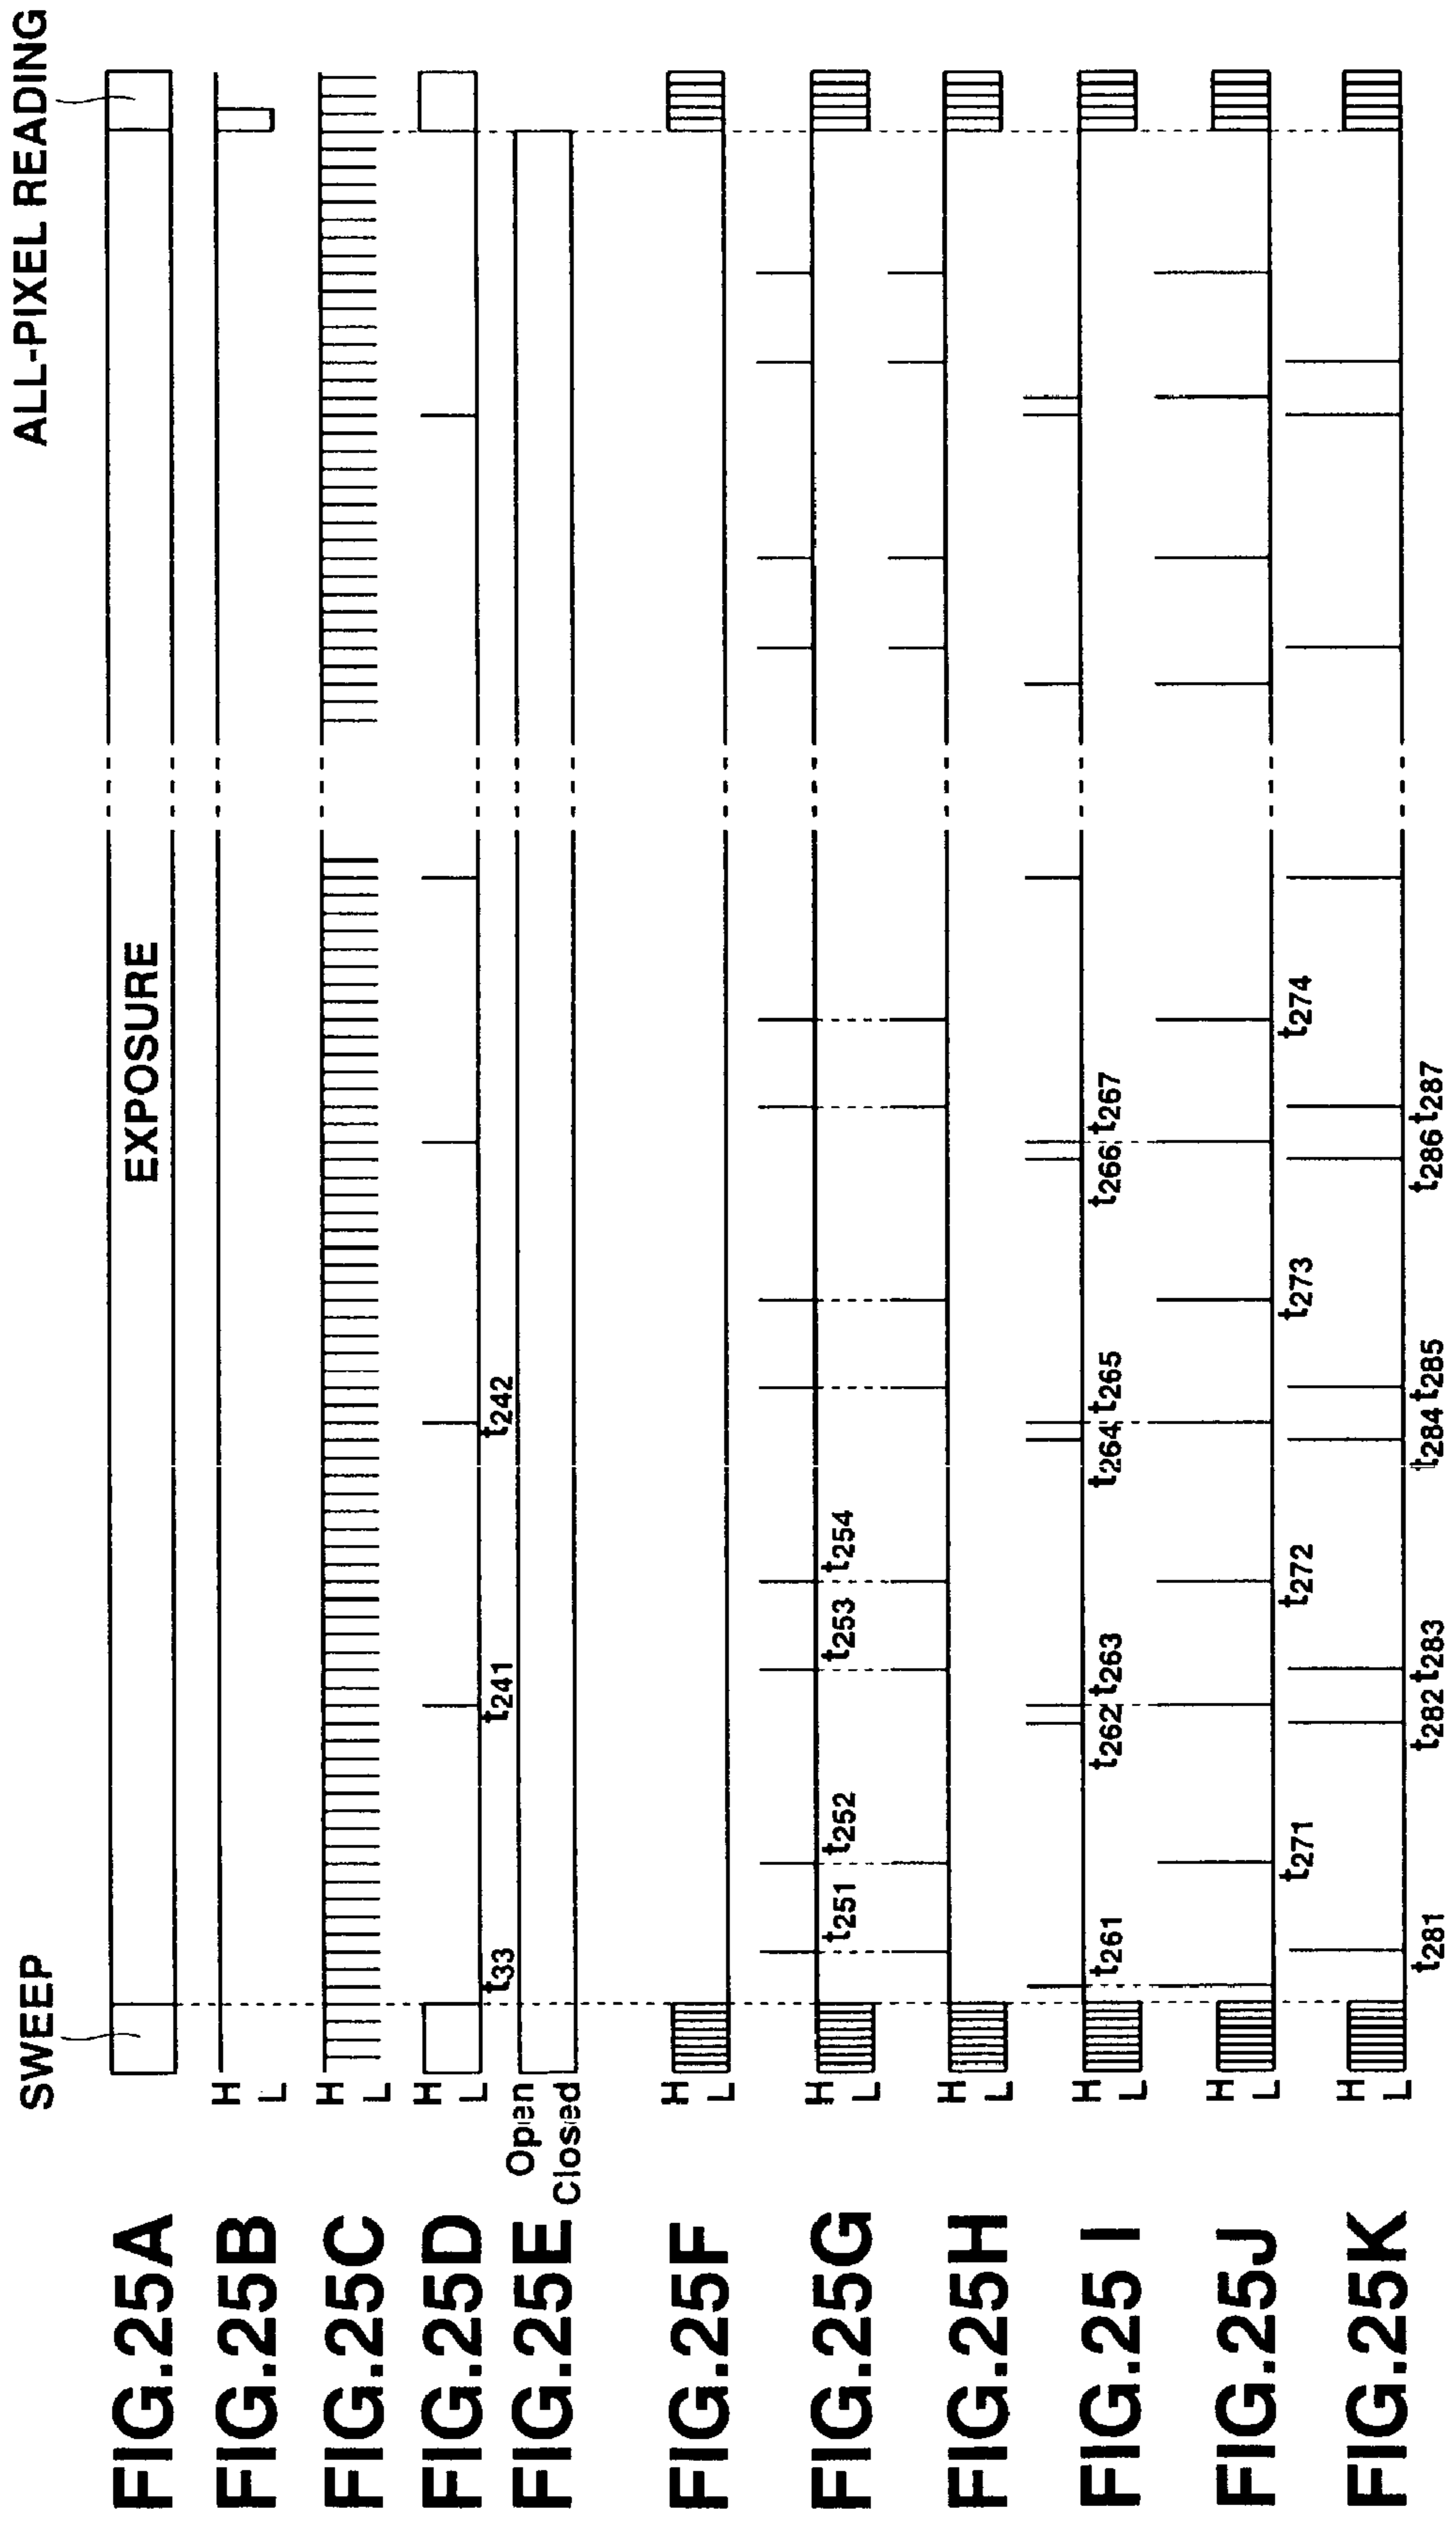 SWEEP
EXPOSURE
ALL-PIXEL READING
FIG.25A
FIG.25B
H
L
FIG.25C
H
L
FIG.25D
H
L
t33
t241
t242
FIG.25E
Open
Closed
FIG.25F
H
L
FIG.25G
H
L
t251
t252
t253
t254
FIG.25H
H
L
FIG.25 I
H
L
t261
t262
t263
t264
t265
t266
t267
FIG.25J
H
L
t271
t272
t273
t274
FIG.25K
H
L
t281
t282
t283
t284
t285
t286
t287